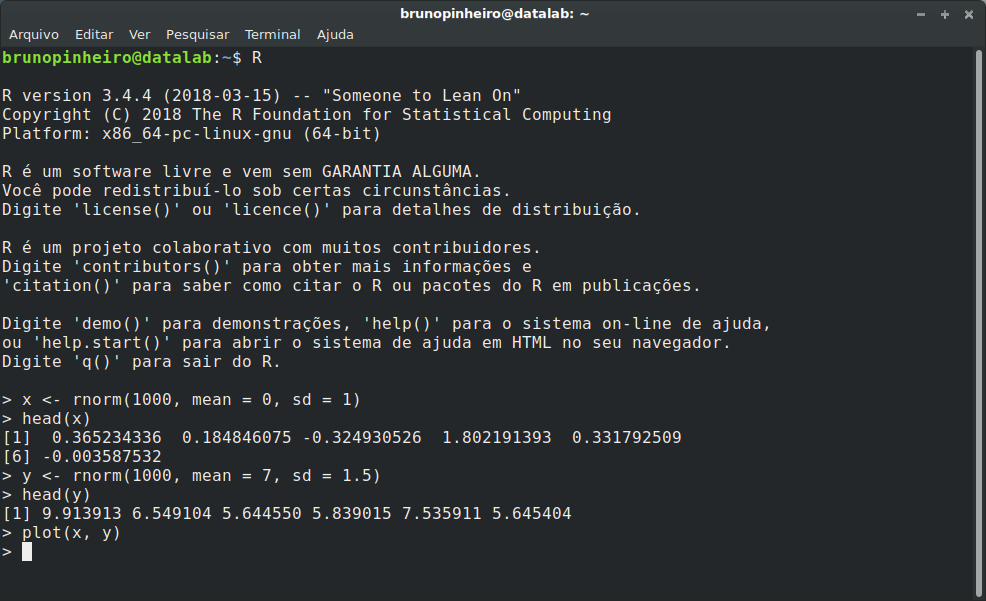 brunopinheiro@datalab: ~
Arquivo Editar Ver Pesquisar Terminal Ajuda
brunopinheiro@datalab:~$ R
R version 3.4.4 (2018-03-15) -- "Someone to Lean On"
Copyright (C) 2018 The R Foundation for Statistical Computing
Platform: x86_64-pc-linux-gnu (64-bit)
R é um software livre e vem sem GARANTIA ALGUMA.
Você pode redistribuí-lo sob certas circunstâncias.
Digite 'license()' ou 'licence()' para detalhes de distribuição.
R é um projeto colaborativo com muitos contribuidores.
Digite 'contributors()' para obter mais informações e
'citation()' para saber como citar o R ou pacotes do R em publicações.
Digite 'demo()' para demonstrações, 'help()' para o sistema on-line de ajuda,
ou 'help.start()' para abrir o sistema de ajuda em HTML no seu navegador.
Digite 'q()' para sair do R.
> x <- rnorm(1000, mean = 0, sd = 1)
> head(x)
[1]  0.365234336  0.184846075 -0.324930526  1.802191393  0.331792509
[6] -0.003587532
> y <- rnorm(1000, mean = 7, sd = 1.5)
> head(y)
[1] 9.913913 6.549104 5.644550 5.839015 7.535911 5.645404
> plot(x, y)
>